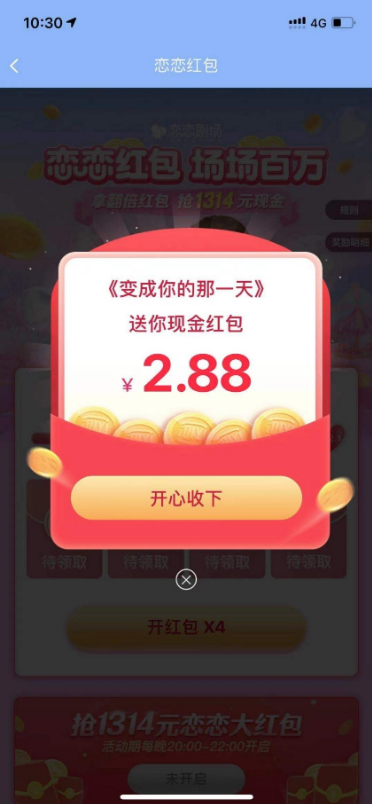 10:30
4G
恋恋红包
恋恋剧场
恋恋红包 场场百万
拿翻倍红包 抢1314元现金
规则
奖励明细
《变成你的那一天》
送你现金红包
¥ 2.88
开心收下
待领取 待领取 待领取 待领取
开红包 X4
抢1314元恋恋大红包
活动期每晚20:00-22:00开启
未开启